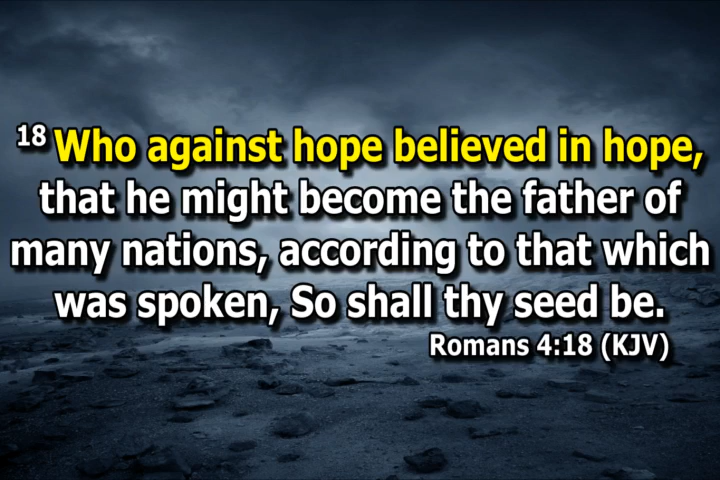 18 Who against hope believed in hope,
that he might become the father of
many nations, according to that which
was spoken, So shall thy seed be.
Romans 4:18 (KJV)